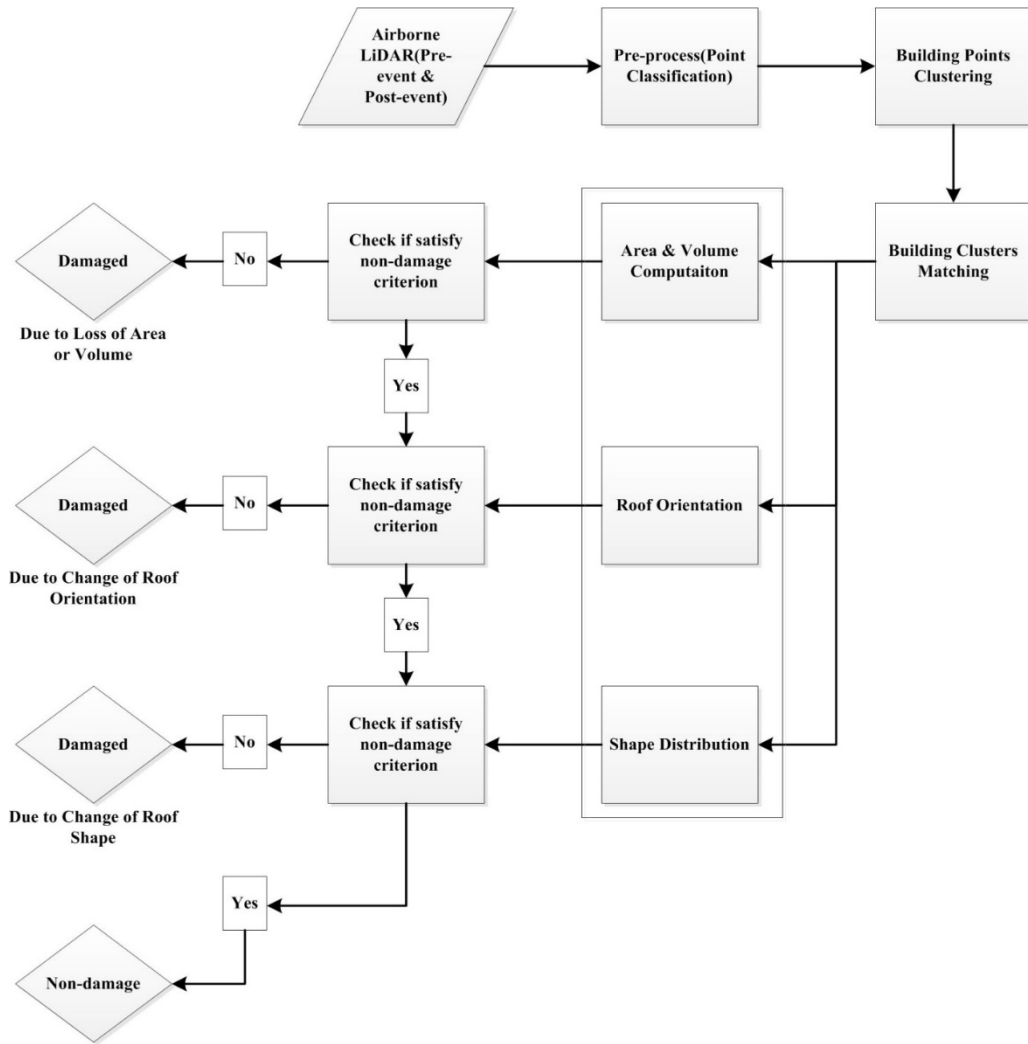 Airborne
LiDAR(Pre-
event &
Post-event)
Pre-process(Point
Classification)
Building Points
Clustering
Damaged
No
Check if satisfy
non-damage
criterion
Area & Volume
Computaiton
Building Clusters
Matching
Due to Loss of Area
or Volume
Yes
Damaged
No
Check if satisfy
non-damage
criterion
Roof Orientation
Due to Change of Roof
Orientation
Yes
Damaged
No
Check if satisfy
non-damage
criterion
Shape Distribution
Due to Change of Roof
Shape
Yes
Non-damage